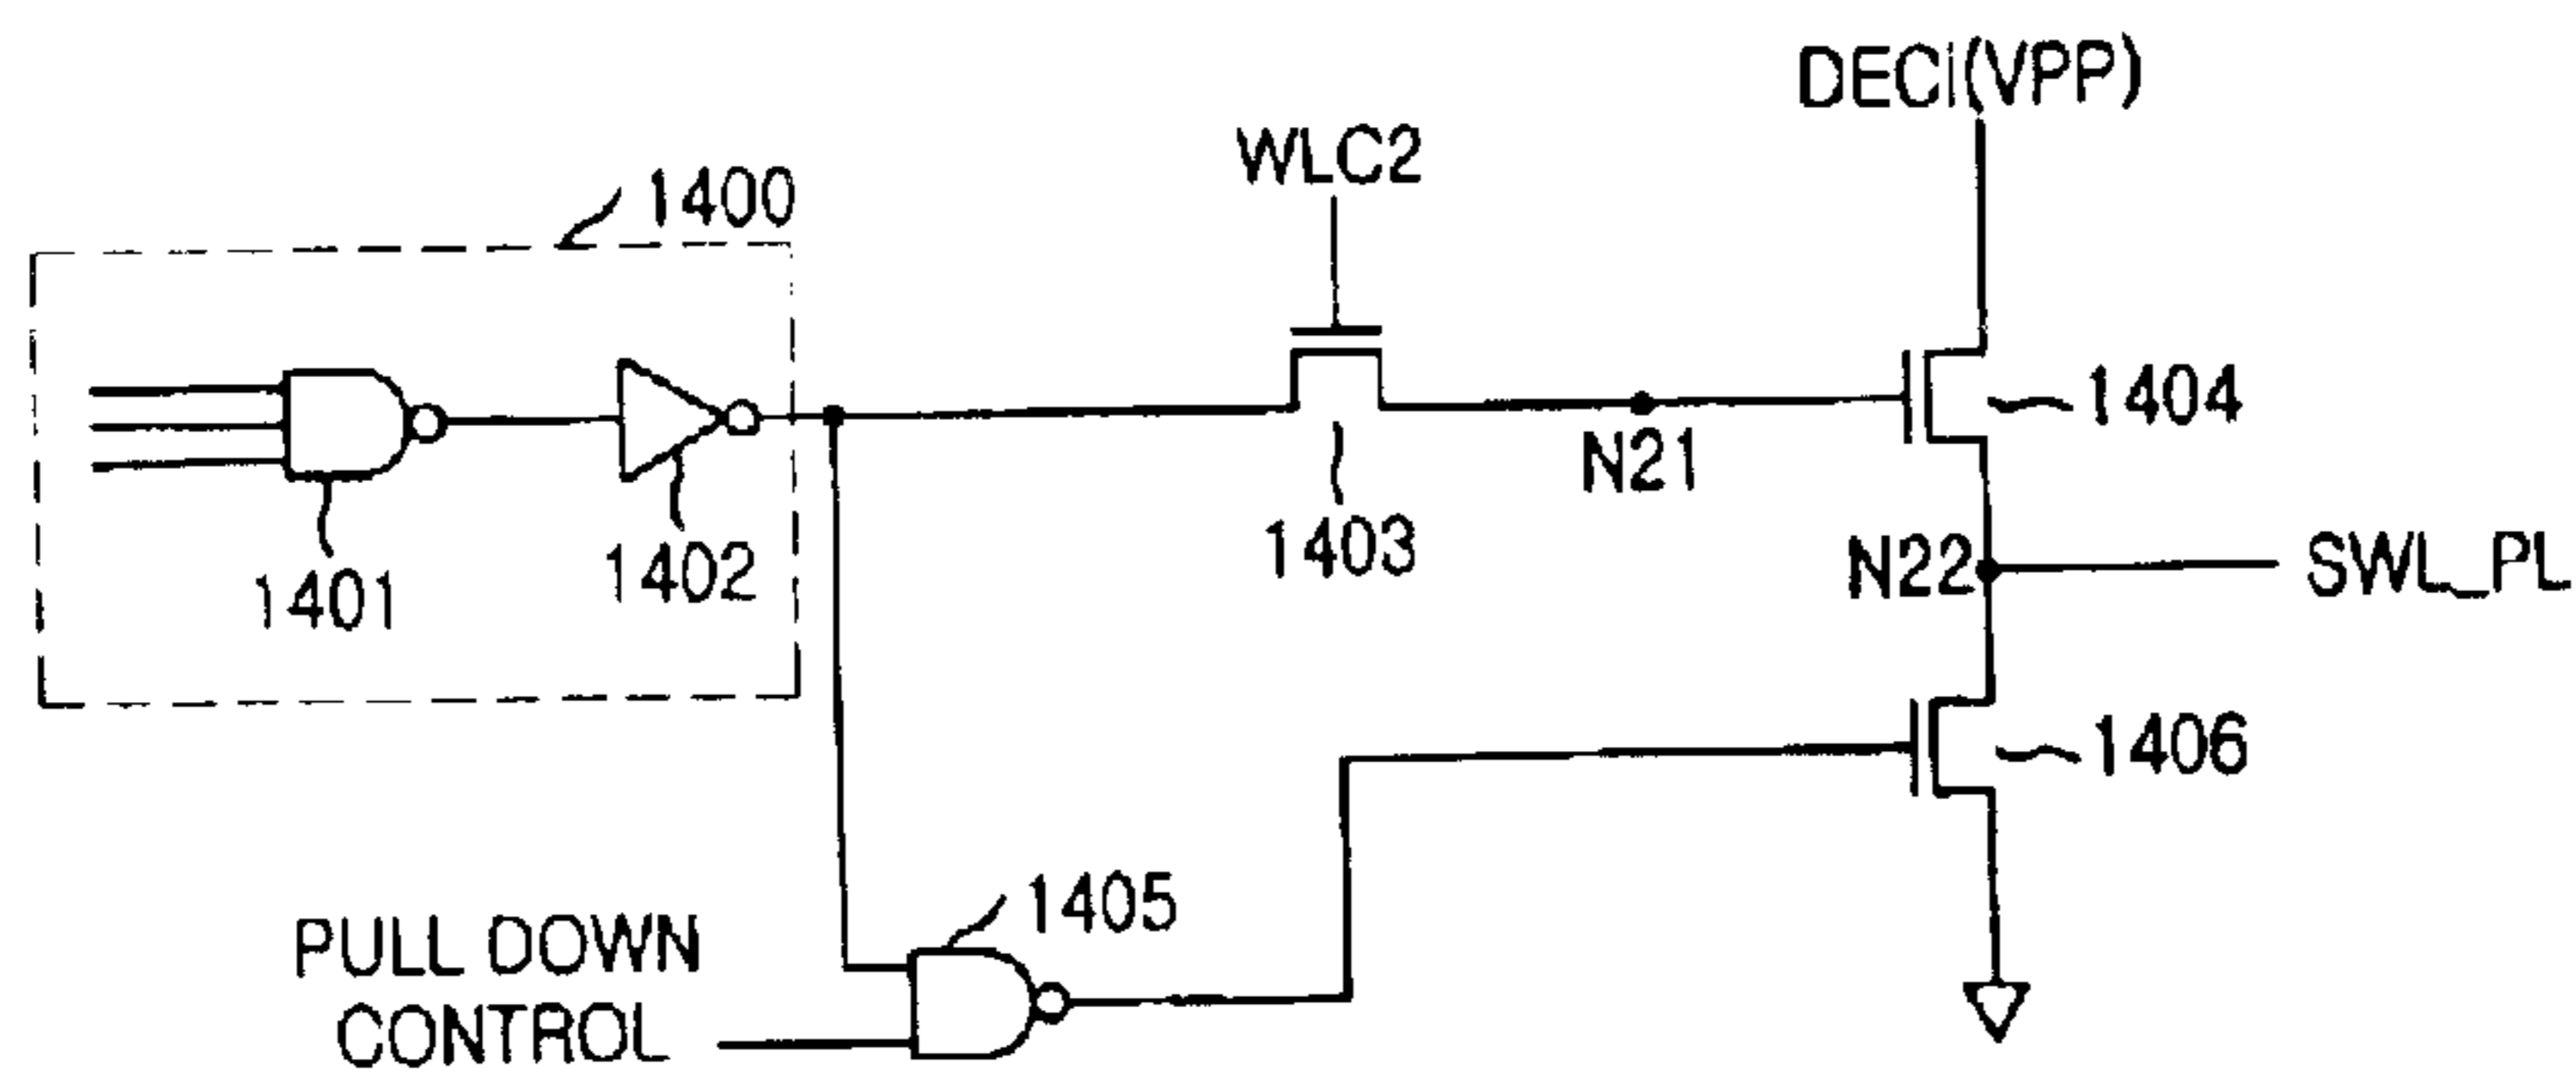 DECi(VPP)
WLC2
1400
1404
N21
1403
N22
SWL_PL
1401
1402
1406
1405
PULL DOWN
CONTROL